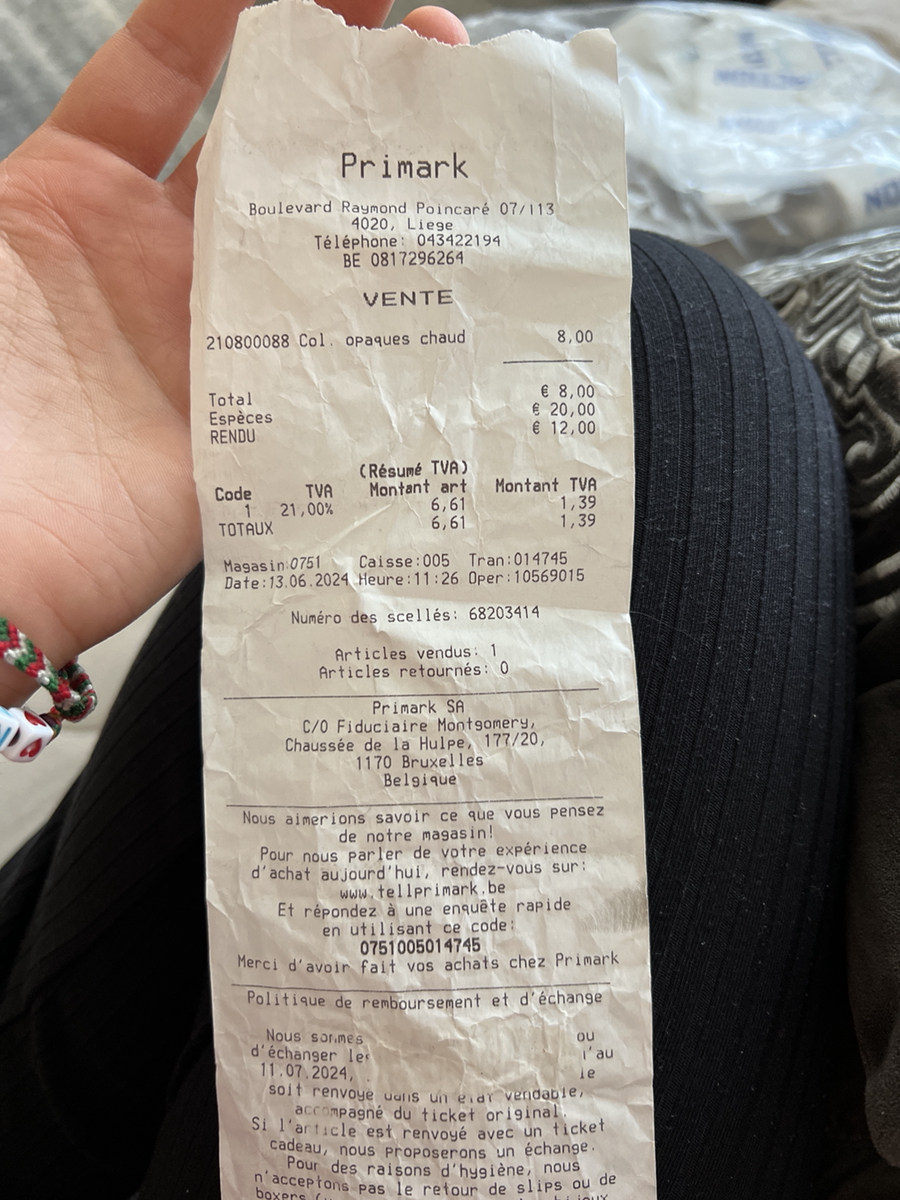 Primark
Boulevard Raymond Poincaré 07/113
4020, Liege
Téléphone: 043422194
BE 0817296264
VENTE
210800088 Col. opaques chaud 8,00
Total € 8,00
Espèces € 20,00
RENDU € 12,00
(Résumé TVA)
Code TVA Montant art Montant TVA
1 21,00% 6,61 1,39
TOTAUX 6,61 1,39
Magasin:0751 Caisse:005 Tran:014745
Date:13.06.2024 Heure:11:26 Oper:10569015
Numéro des scellés: 68203414
Articles vendus: 1
Articles retournés: 0
Primark SA
C/O Fiduciaire Montgomery,
Chaussée de la Hulpe, 177/20,
1170 Bruxelles
Belgique
Nous aimerions savoir ce que vous pensez
de notre magasin!
Pour nous parler de votre expérience
d'achat aujourd'hui, rendez-vous sur:
www.tellprimark.be
Et répondez à une enquête rapide
en utilisant ce code:
0751005014745
Merci d'avoir fait vos achats chez Primark
Politique de remboursement et d'échange
Nous sommes ou
d'échanger les
11.07.2024,
soit renvoyé dans un état vendable,
accompagné du ticket original.
Si l'article est renvoyé avec un ticket
cadeau, nous proposerons un échange.
Pour des raisons d'hygiène, nous
n'acceptons pas le retour de slips ou de
boxers